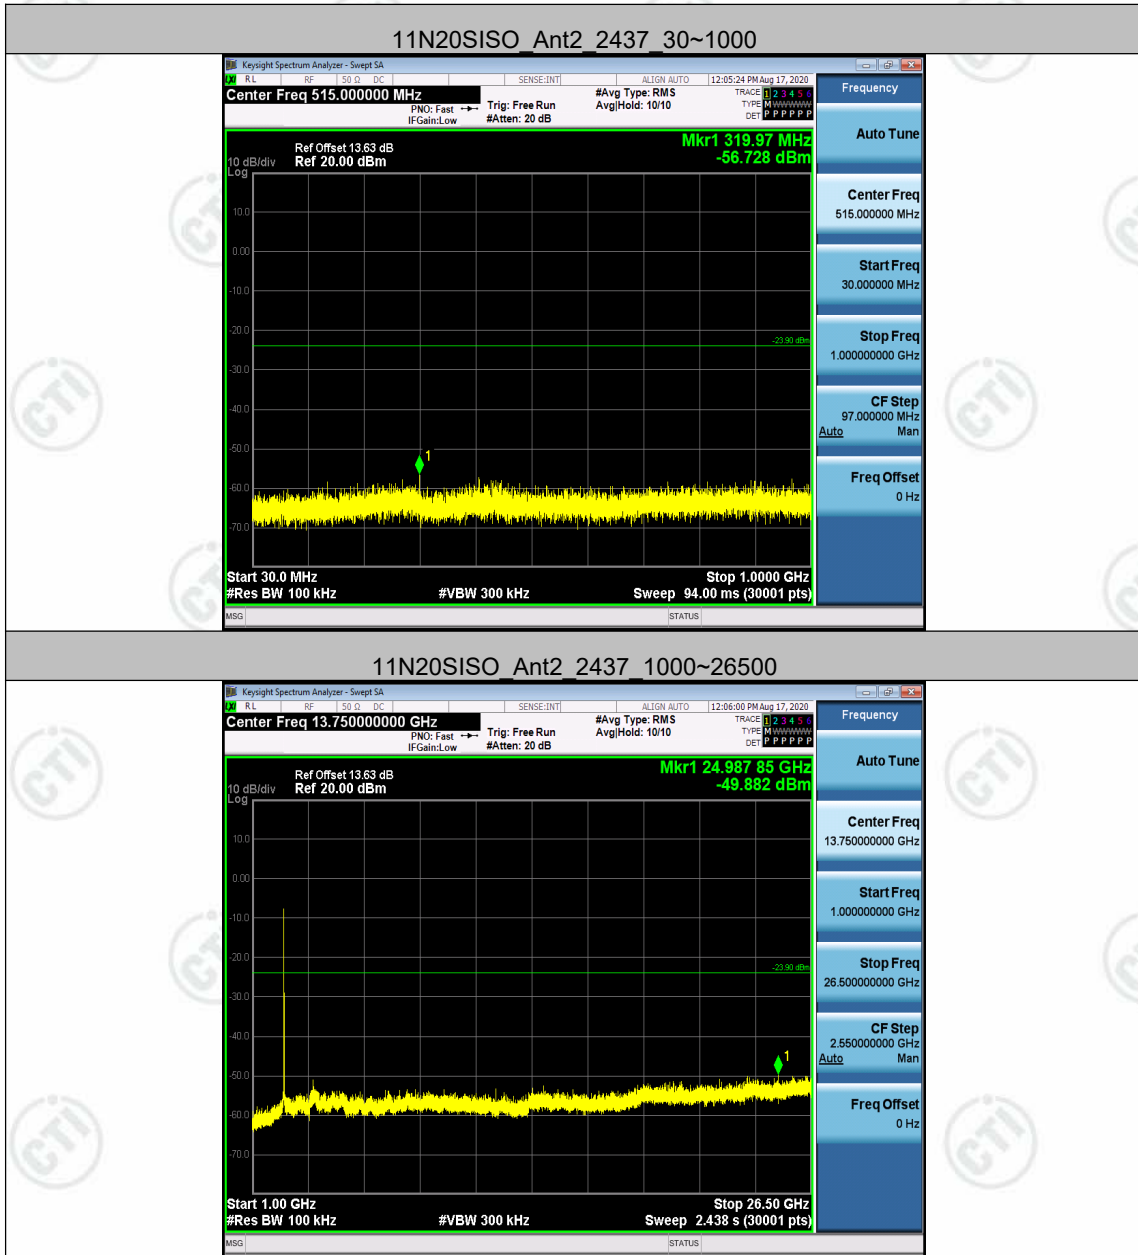 11N20SISO_Ant2_2437_30~1000
Keysight Spectrum Analyzer - Swept SA
LXI RL RF 50 Ω DC SENSE:INT ALIGN AUTO 12:05:24 PM Aug 17, 2020
Center Freq 515.000000 MHz
PNO: Fast
IFGain:Low
Trig: Free Run
#Atten: 20 dB
#Avg Type: RMS
Avg|Hold: 10/10
TRACE 1 2 3 4 5 6
TYPE M WWWWW
DET P P P P P P
Frequency
Mkr1 319.97 MHz
-56.728 dBm
Ref Offset 13.63 dB
10 dB/div Ref 20.00 dBm
Log
10.0
0.00
-10.0
-20.0
-23.90 dBm
-30.0
-40.0
-50.0
1
-60.0
-70.0
Start 30.0 MHz Stop 1.0000 GHz
#Res BW 100 kHz #VBW 300 kHz Sweep 94.00 ms (30001 pts)
MSG STATUS
Auto Tune
Center Freq
515.000000 MHz
Start Freq
30.000000 MHz
Stop Freq
1.000000000 GHz
CF Step
97.000000 MHz
Auto Man
Freq Offset
0 Hz
11N20SISO_Ant2_2437_1000~26500
Keysight Spectrum Analyzer - Swept SA
LXI RL RF 50 Ω DC SENSE:INT ALIGN AUTO 12:06:00 PM Aug 17, 2020
Center Freq 13.750000000 GHz
PNO: Fast
IFGain:Low
Trig: Free Run
#Atten: 20 dB
#Avg Type: RMS
Avg|Hold: 10/10
TRACE 1 2 3 4 5 6
TYPE M WWWWW
DET P P P P P P
Frequency
Mkr1 24.987 85 GHz
-49.882 dBm
Ref Offset 13.63 dB
10 dB/div Ref 20.00 dBm
Log
10.0
0.00
-10.0
-20.0
-23.90 dBm
-30.0
-40.0
1
-50.0
-60.0
-70.0
Start 1.00 GHz Stop 26.50 GHz
#Res BW 100 kHz #VBW 300 kHz Sweep 2.438 s (30001 pts)
MSG STATUS
Auto Tune
Center Freq
13.750000000 GHz
Start Freq
1.000000000 GHz
Stop Freq
26.500000000 GHz
CF Step
2.550000000 GHz
Auto Man
Freq Offset
0 Hz
CTI
CTI
CTI
CTI
CTI
CTI